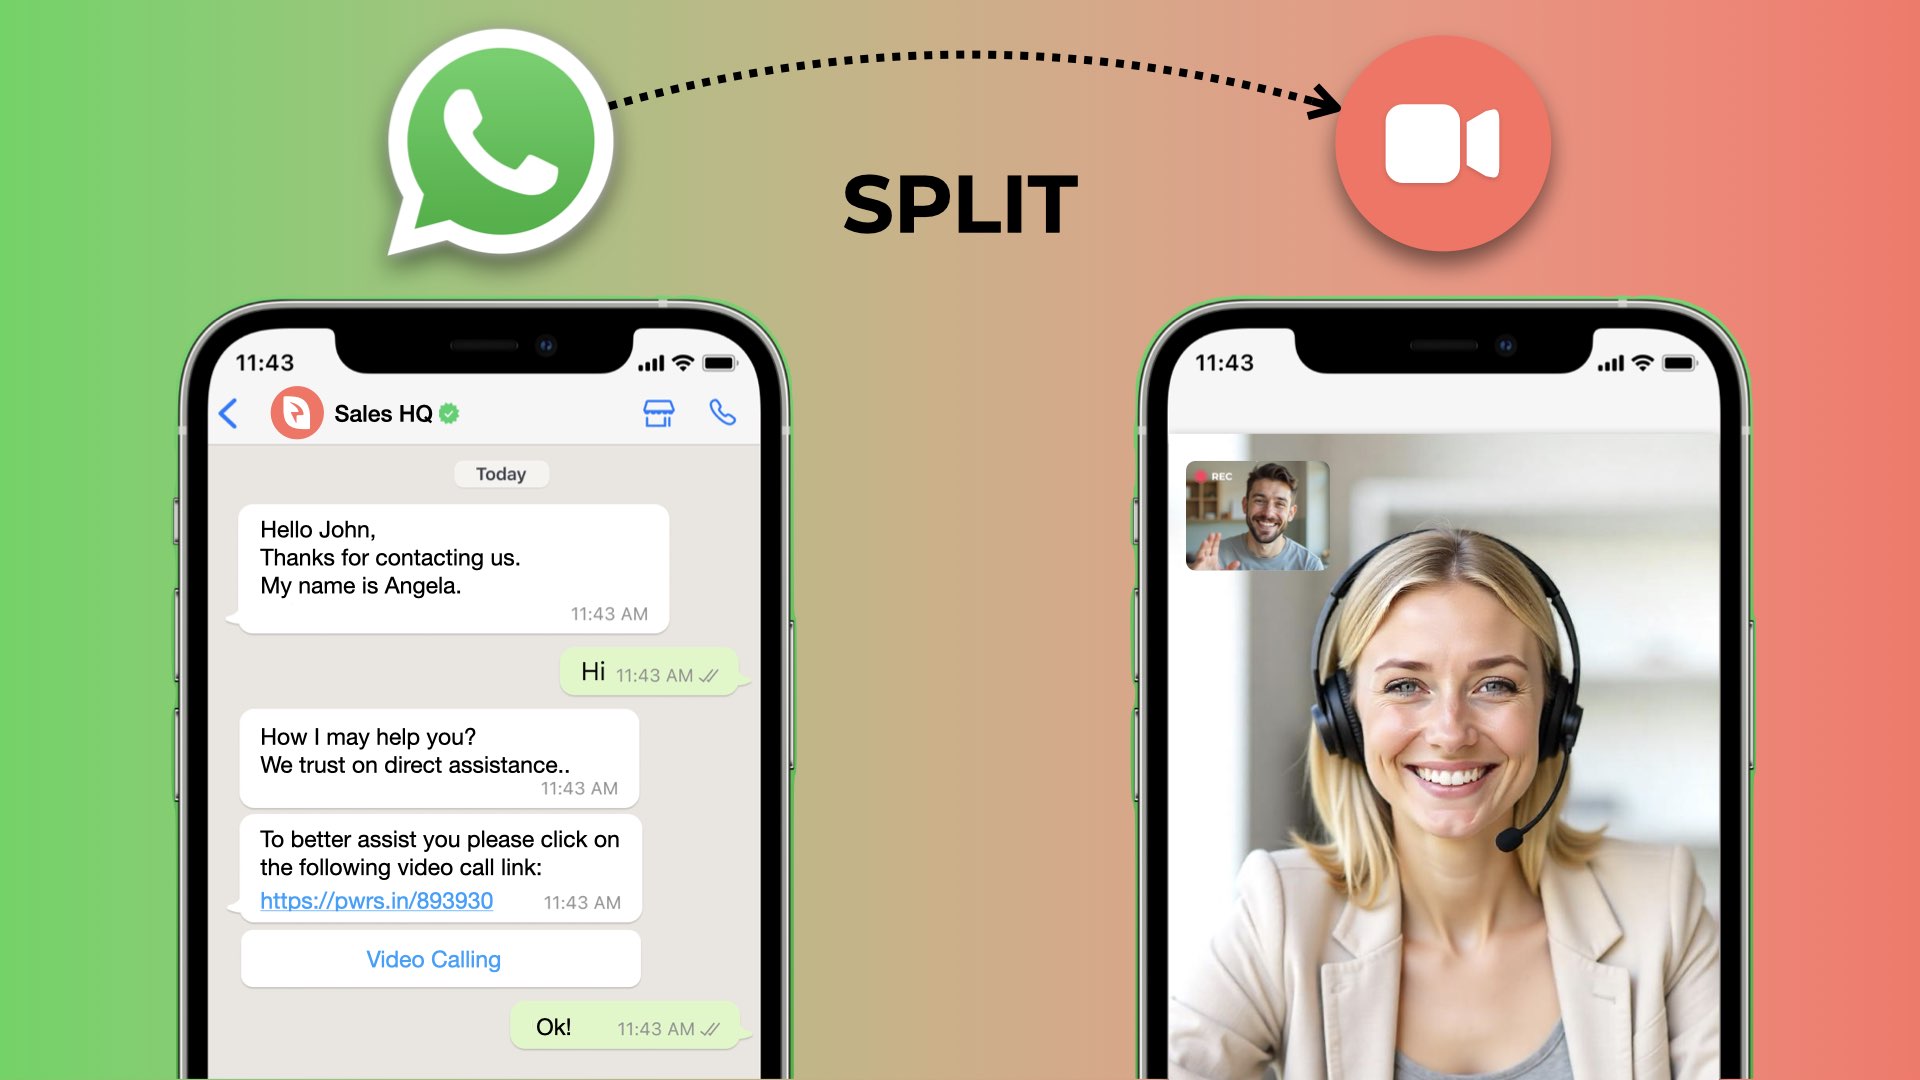 SPLIT
11:43
Sales HQ
Today
Hello John,
Thanks for contacting us.
My name is Angela.
11:43 AM
Hi 11:43 AM
How I may help you?
We trust on direct assistance..
11:43 AM
To better assist you please click on
the following video call link:
https://pwrs.in/893930 11:43 AM
Video Calling
Ok! 11:43 AM
11:43
REC